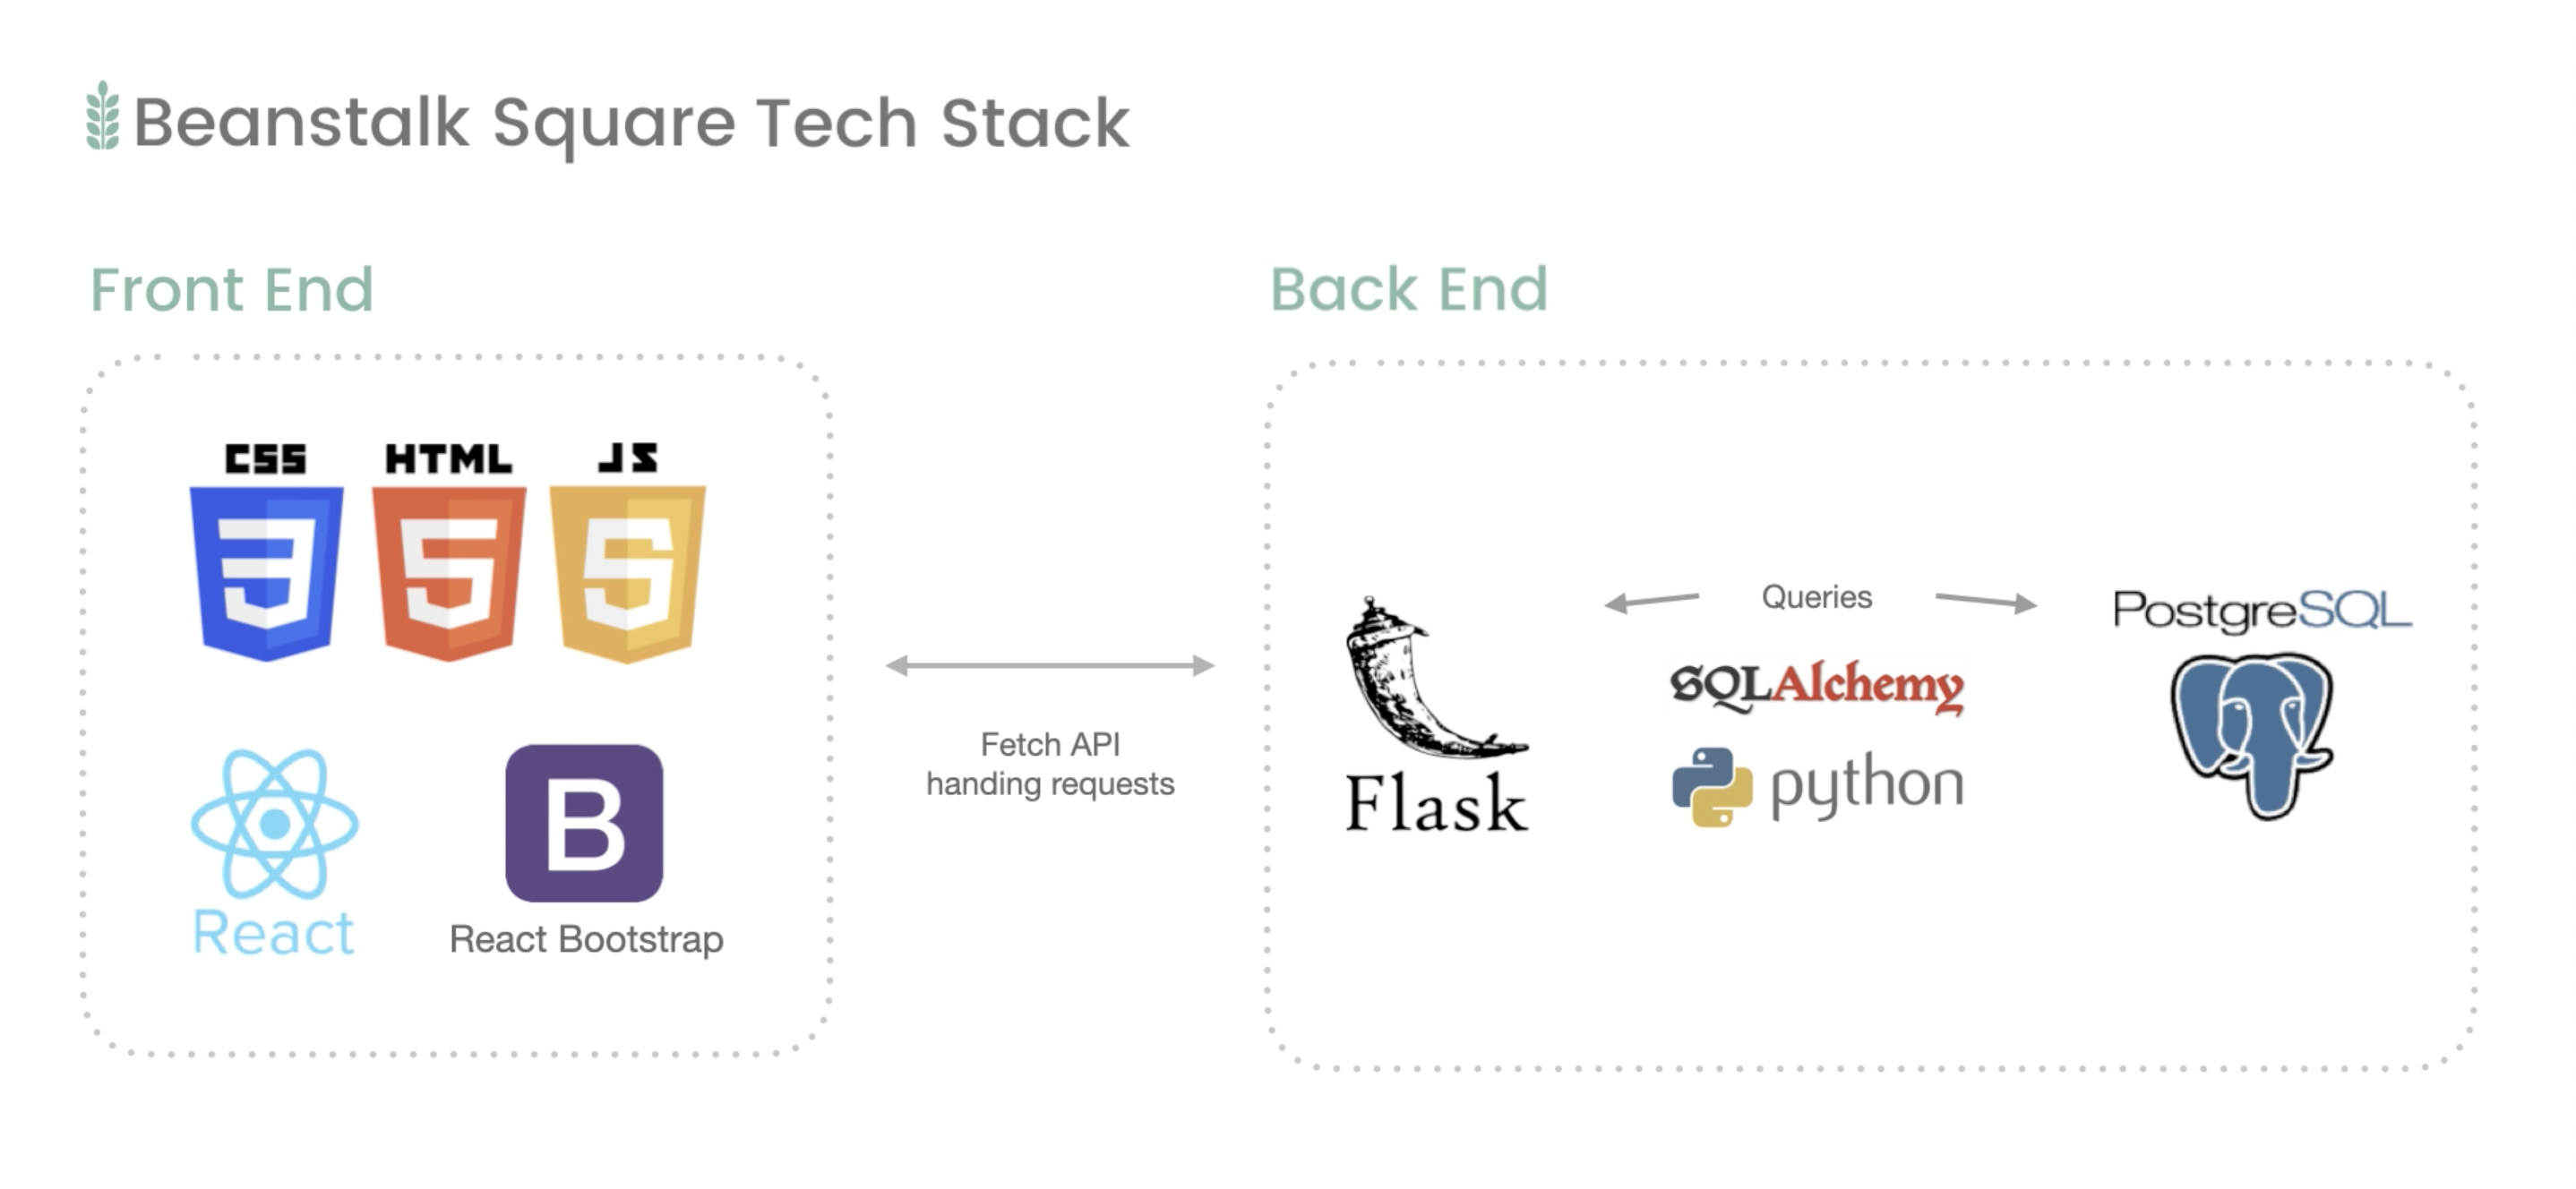 Beanstalk Square Tech Stack
Front End
CSS HTML JS
3 5 5
React
B
React Bootstrap
Fetch API
handing requests
Back End
Flask
Queries
SQLAlchemy
python
PostgreSQL